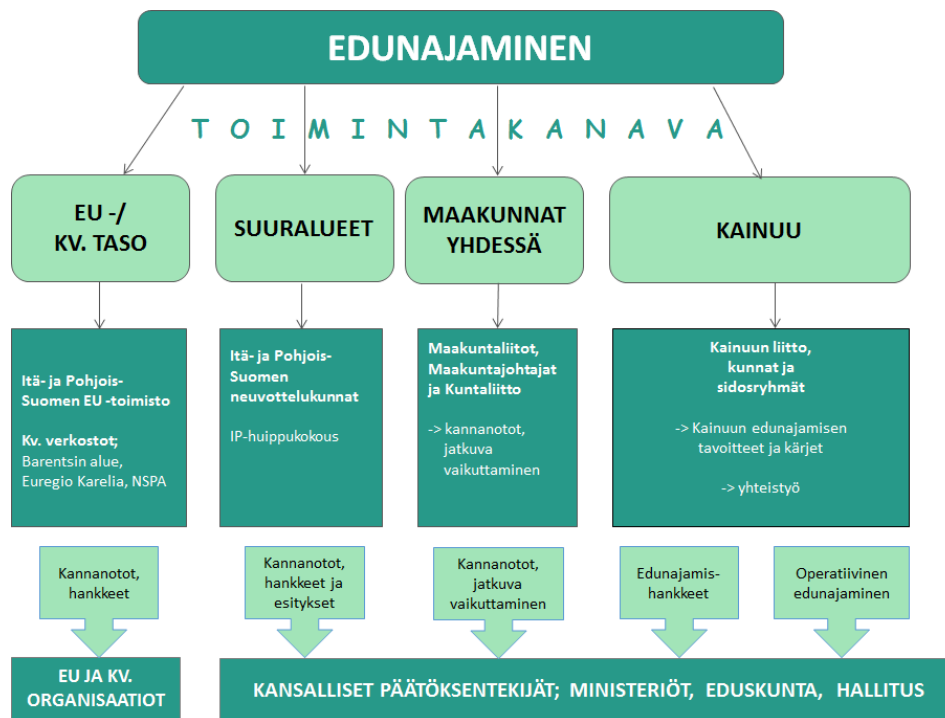 EDUNAJAMINEN
TOIMINTAKANAVA
EU -/
KV. TASO
SUURALUEET
MAAKUNNAT
YHDESSÄ
KAINUU
Itä- ja Pohjois-
Suomen EU -toimisto
Kv. verkostot;
Barentsin alue,
Euregio Karelia, NSPA
Itä- ja Pohjois-
Suomen
neuvottelukunnat
IP-huippukokous
Maakuntaliitot,
Maakuntajohtajat
ja Kuntaliitto
-> kannanotot,
jatkuva
vaikuttaminen
Kainuun liitto,
kunnat ja
sidosryhmät
-> Kainuun edunajamisen
tavoitteet ja kärjet
-> yhteistyö
Kannanotot,
hankkeet
Kannanotot,
hankkeet ja
esitykset
Kannanotot,
jatkuva
vaikuttaminen
Edunajamis-
hankkeet
Operatiivinen
edunajaminen
EU JA KV.
ORGANISAATIOT
KANSALLISET PÄÄTÖKSENTEKIJÄT; MINISTERIÖT, EDUSKUNTA, HALLITUS